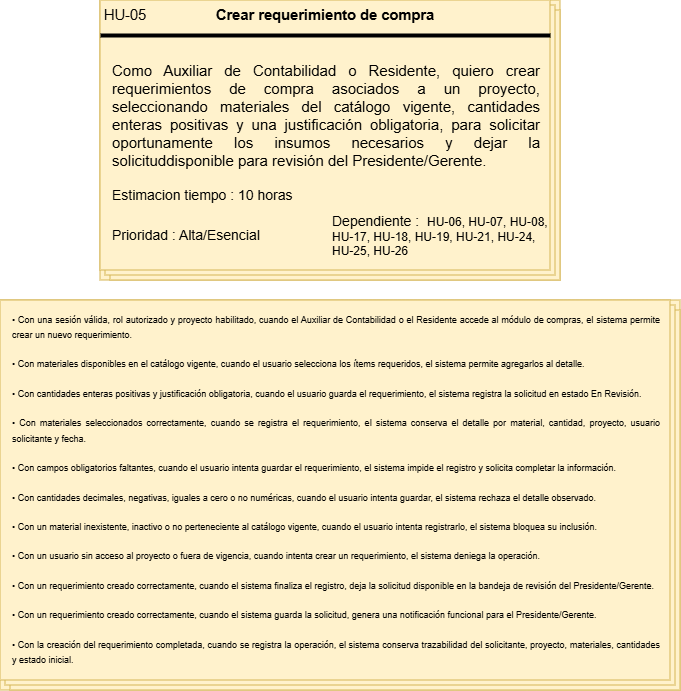 HU-05 Crear requerimiento de compra
Como Auxiliar de Contabilidad o Residente, quiero crear
requerimientos de compra asociados a un proyecto,
seleccionando materiales del catálogo vigente, cantidades
enteras positivas y una justificación obligatoria, para solicitar
oportunamente los insumos necesarios y dejar la
solicituddisponible para revisión del Presidente/Gerente.
Estimacion tiempo : 10 horas
Prioridad : Alta/Esencial
Dependiente : HU-06, HU-07, HU-08,
HU-17, HU-18, HU-19, HU-21, HU-24,
HU-25, HU-26
• Con una sesión válida, rol autorizado y proyecto habilitado, cuando el Auxiliar de Contabilidad o el Residente accede al módulo de compras, el sistema permite
crear un nuevo requerimiento.
• Con materiales disponibles en el catálogo vigente, cuando el usuario selecciona los ítems requeridos, el sistema permite agregarlos al detalle.
• Con cantidades enteras positivas y justificación obligatoria, cuando el usuario guarda el requerimiento, el sistema registra la solicitud en estado En Revisión.
• Con materiales seleccionados correctamente, cuando se registra el requerimiento, el sistema conserva el detalle por material, cantidad, proyecto, usuario
solicitante y fecha.
• Con campos obligatorios faltantes, cuando el usuario intenta guardar el requerimiento, el sistema impide el registro y solicita completar la información.
• Con cantidades decimales, negativas, iguales a cero o no numéricas, cuando el usuario intenta guardar, el sistema rechaza el detalle observado.
• Con un material inexistente, inactivo o no perteneciente al catálogo vigente, cuando el usuario intenta registrarlo, el sistema bloquea su inclusión.
• Con un usuario sin acceso al proyecto o fuera de vigencia, cuando intenta crear un requerimiento, el sistema deniega la operación.
• Con un requerimiento creado correctamente, cuando el sistema finaliza el registro, deja la solicitud disponible en la bandeja de revisión del Presidente/Gerente.
• Con un requerimiento creado correctamente, cuando el sistema guarda la solicitud, genera una notificación funcional para el Presidente/Gerente.
• Con la creación del requerimiento completada, cuando se registra la operación, el sistema conserva trazabilidad del solicitante, proyecto, materiales, cantidades
y estado inicial.